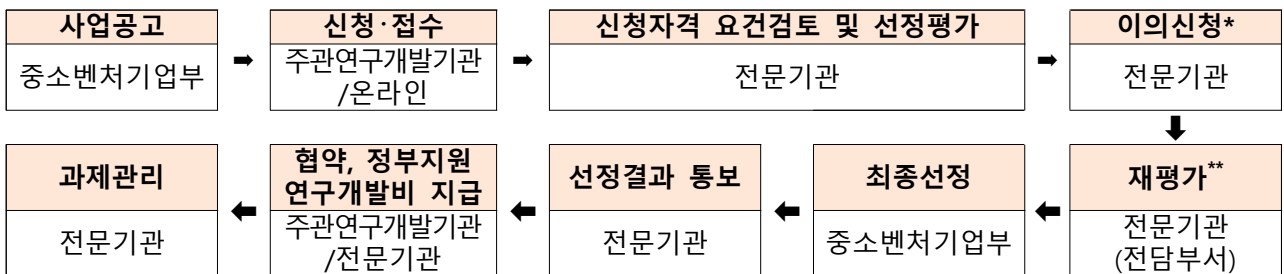 사업공고
중소벤처기업부
➡
신청·접수
주관연구개발기관
/온라인
➡
신청자격 요건검토 및 선정평가
전문기관
➡
이의신청*
전문기관
⬇
재평가**
전문기관
(전담부서)
⬅
최종선정
중소벤처기업부
⬅
선정결과 통보
전문기관
⬅
협약, 정부지원
연구개발비 지급
주관연구개발기관
/전문기관
⬅
과제관리
전문기관